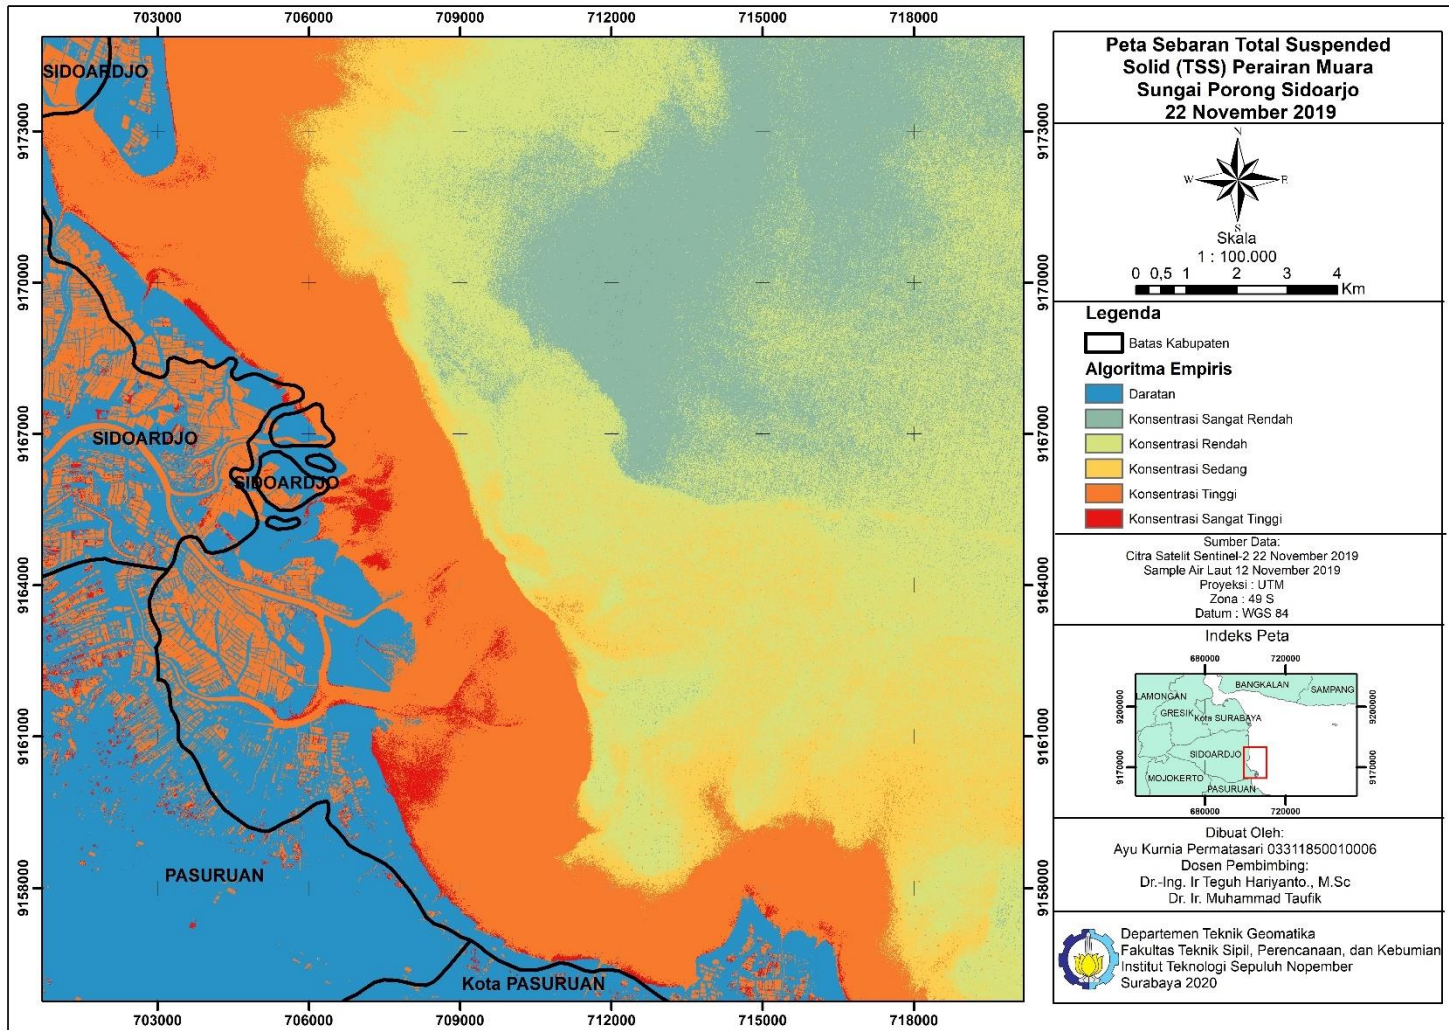 703000 706000 709000 712000 715000 718000
9173000 9173000
9170000 9170000
9167000 9167000
9164000 9164000
9161000 9161000
9158000 9158000
703000 706000 709000 712000 715000 718000
SIDOARDJO
SIDOARDJO
SIDOARDJO
PASURUAN
Kota PASURUAN
Peta Sebaran Total Suspended
Solid (TSS) Perairan Muara
Sungai Porong Sidoarjo
22 November 2019
N
W E
S
Skala
1 : 100.000
0 0,5 1 2 3 4
Km
Legenda
Batas Kabupaten
Algoritma Empiris
Daratan
Konsentrasi Sangat Rendah
Konsentrasi Rendah
Konsentrasi Sedang
Konsentrasi Tinggi
Konsentrasi Sangat Tinggi
Sumber Data:
Citra Satelit Sentinel-2 22 November 2019
Sample Air Laut 12 November 2019
Proyeksi : UTM
Zona : 49 S
Datum : WGS 84
Indeks Peta
680000 720000
9200000 9200000
9170000 9170000
BANGKALAN
SAMPANG
LAMONGAN
GRESIK
Kota SURABAYA
SIDOARDJO
MOJOKERTO
PASURUAN
680000 720000
Dibuat Oleh:
Ayu Kurnia Permatasari 03311850010006
Dosen Pembimbing:
Dr.-Ing. Ir Teguh Hariyanto., M.Sc
Dr. Ir. Muhammad Taufik
Departemen Teknik Geomatika
Fakultas Teknik Sipil, Perencanaan, dan Kebumian
Institut Teknologi Sepuluh Nopember
Surabaya 2020